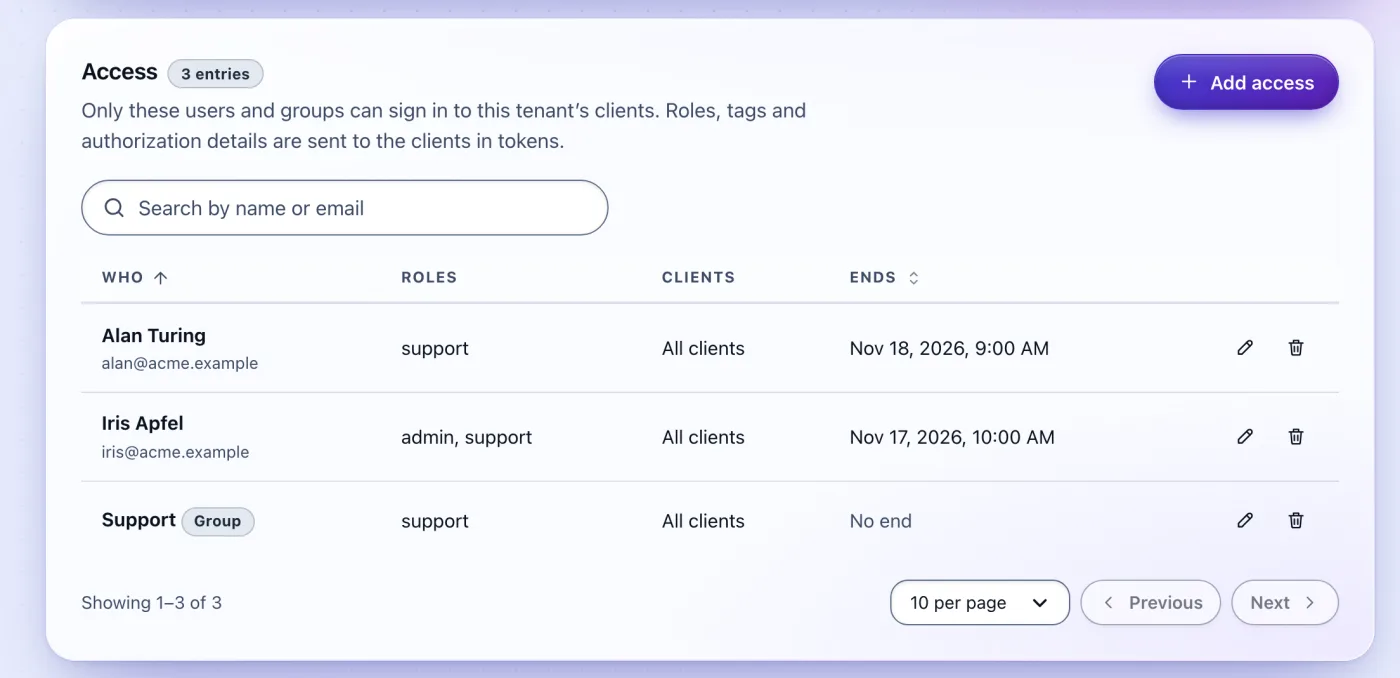 Access 3 entries
+ Add access
Only these users and groups can sign in to this tenant’s clients. Roles, tags and
authorization details are sent to the clients in tokens.
Search by name or email
WHO ROLES CLIENTS ENDS
Alan Turing
alan@acme.example
support All clients Nov 18, 2026, 9:00 AM
Iris Apfel
iris@acme.example
admin, support All clients Nov 17, 2026, 10:00 AM
Support Group support All clients No end
Showing 1–3 of 3 10 per page Previous Next